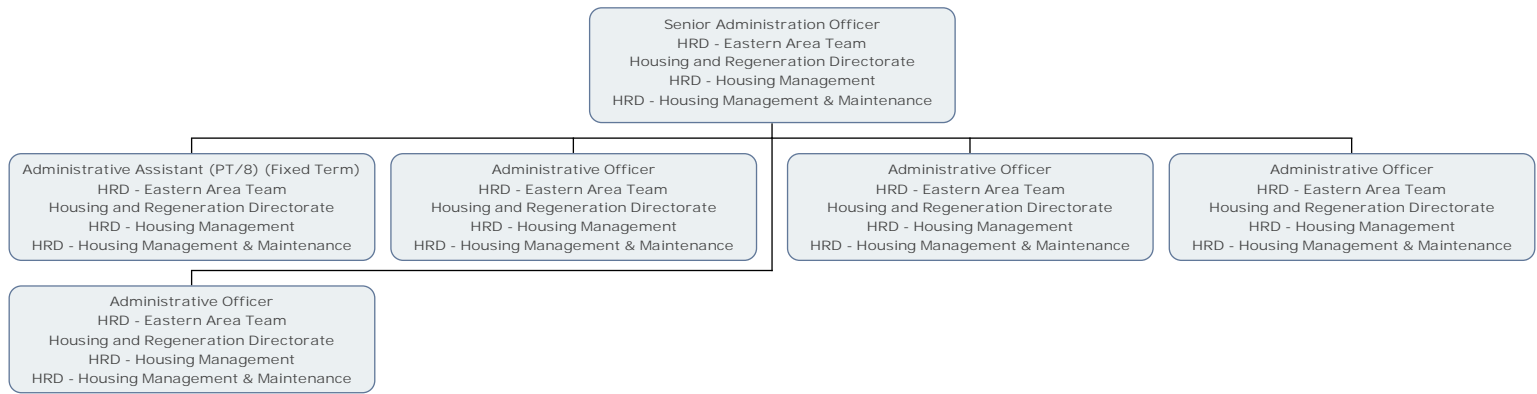 Senior Administration Officer
HRD - Eastern Area Team
Housing and Regeneration Directorate
HRD - Housing Management
HRD - Housing Management & Maintenance
Administrative Assistant (PT/8) (Fixed Term)
HRD - Eastern Area Team
Housing and Regeneration Directorate
HRD - Housing Management
HRD - Housing Management & Maintenance
Administrative Officer
HRD - Eastern Area Team
Housing and Regeneration Directorate
HRD - Housing Management
HRD - Housing Management & Maintenance
Administrative Officer
HRD - Eastern Area Team
Housing and Regeneration Directorate
HRD - Housing Management
HRD - Housing Management & Maintenance
Administrative Officer
HRD - Eastern Area Team
Housing and Regeneration Directorate
HRD - Housing Management
HRD - Housing Management & Maintenance
Administrative Officer
HRD - Eastern Area Team
Housing and Regeneration Directorate
HRD - Housing Management
HRD - Housing Management & Maintenance